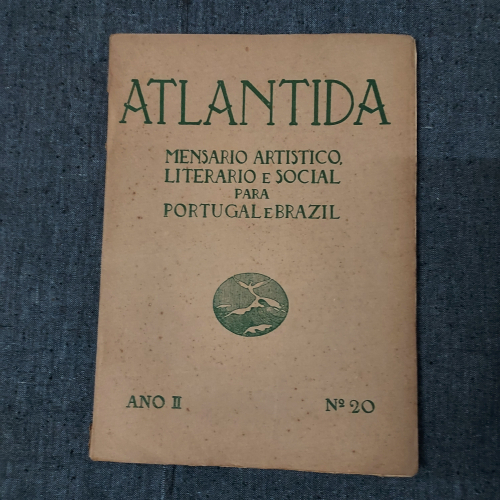 ATLANTIDA
MENSARIO ARTISTICO,
LITERARIO E SOCIAL
PARA
PORTUGAL E BRAZIL
ANO II
Nº 20